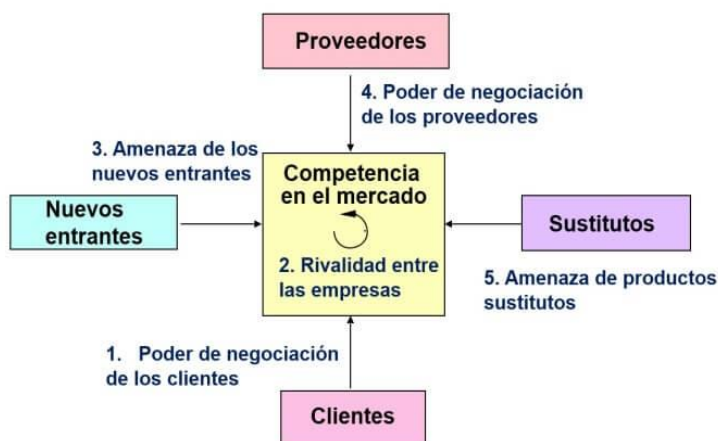 Proveedores
4. Poder de negociación
de los proveedores
3. Amenaza de los
nuevos entrantes
Competencia
en el mercado
Nuevos
entrantes
Sustitutos
2. Rivalidad entre
las empresas
5. Amenaza de productos
sustitutos
1. Poder de negociación
de los clientes
Clientes